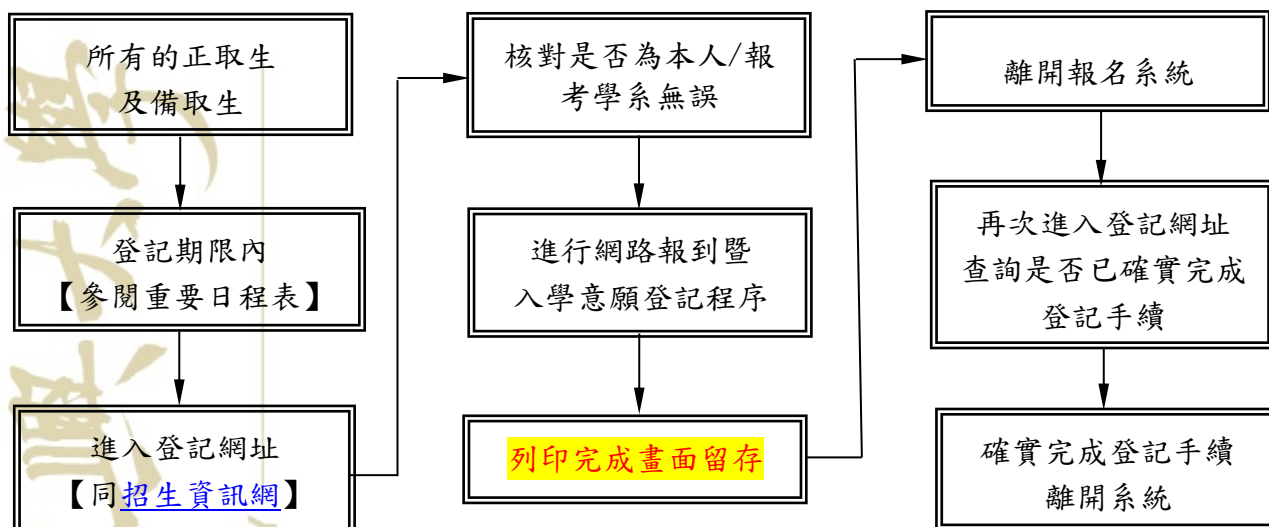 所有的正取生
及備取生
登記期限內
【參閱重要日程表】
進入登記網址
【同招生資訊網】
核對是否為本人/報
考學系無誤
進行網路報到暨
入學意願登記程序
列印完成畫面留存
離開報名系統
再次進入登記網址
查詢是否已確實完成
登記手續
確實完成登記手續
離開系統